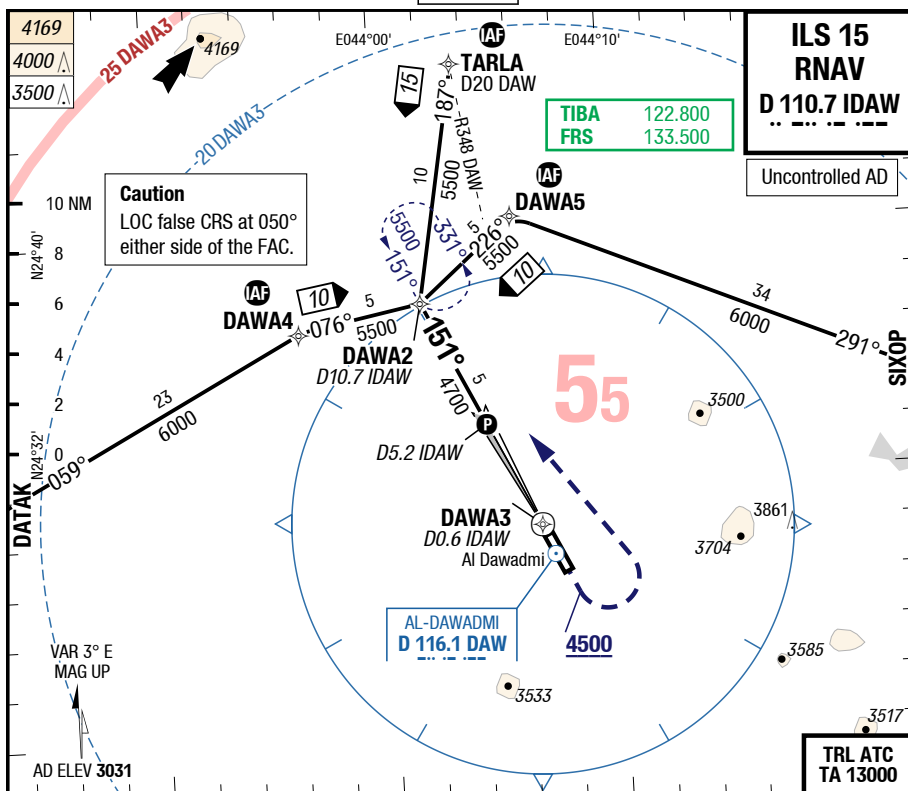 4169
4000
3500
25 DAWA3
4169
20 DAWA3
E044°00'
E044°10'
IAF
TARLA
D20 DAW
15
187°
R348 DAW
10
5500
TIBA 122.800
FRS 133.500
ILS 15
RNAV
D 110.7 IDAW
Uncontrolled AD
Caution
LOC false CRS at 050°
either side of the FAC.
IAF
DAWA5
5
226°
5500
10
34
6000
291°
SIXOP
5500
151°
331°
10 NM
8
6
4
2
0
N24°40'
N24°32'
IAF
DAWA4
10
076°
5
5500
DAWA2
D10.7 IDAW
151°
5
4700
23
6000
059°
DATAK
55
P
D5.2 IDAW
3500
DAWA3
D0.6 IDAW
Al Dawadmi
3861
3704
AL-DAWADMI
D 116.1 DAW
4500
3585
3533
3517
VAR 3° E
MAG UP
AD ELEV 3031
TRL ATC
TA 13000